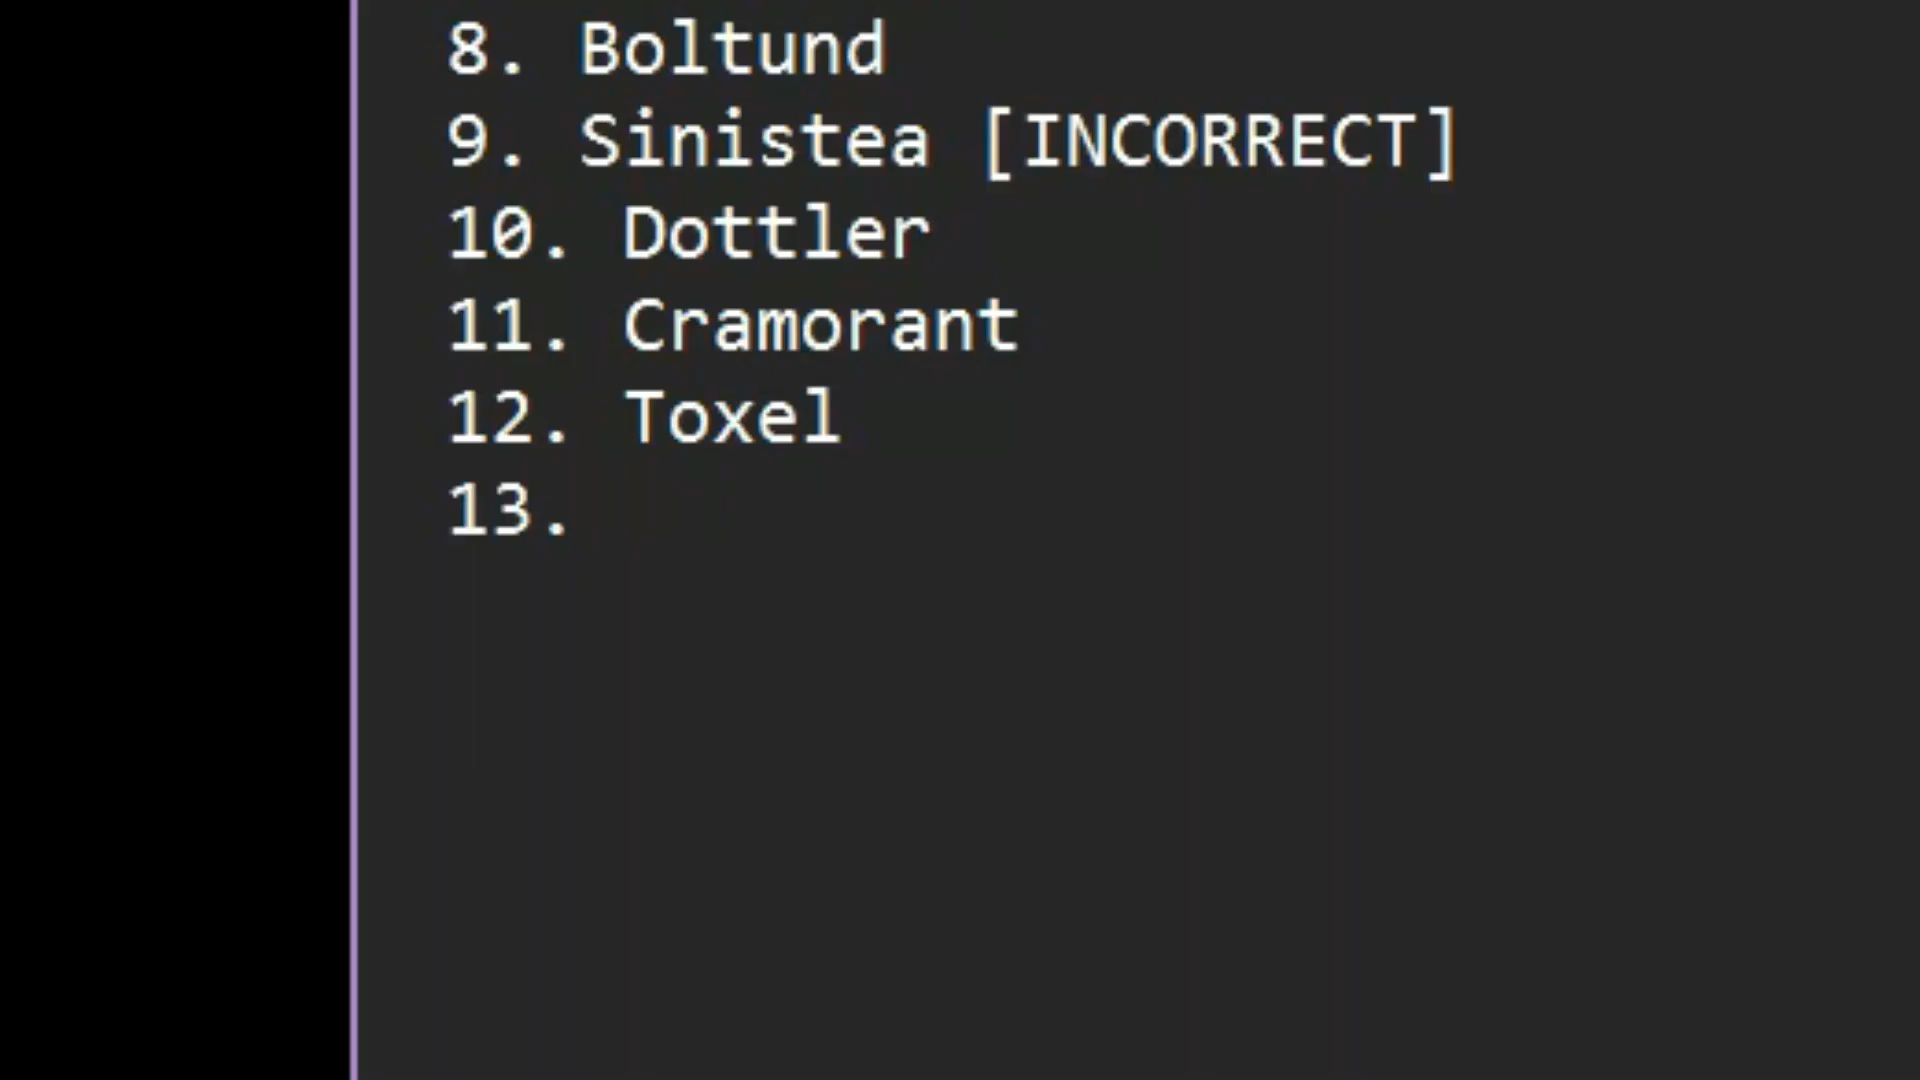 8. Boltund
9. Sinistea [INCORRECT]
10. Dottler
11. Cramorant
12. Toxel
13.